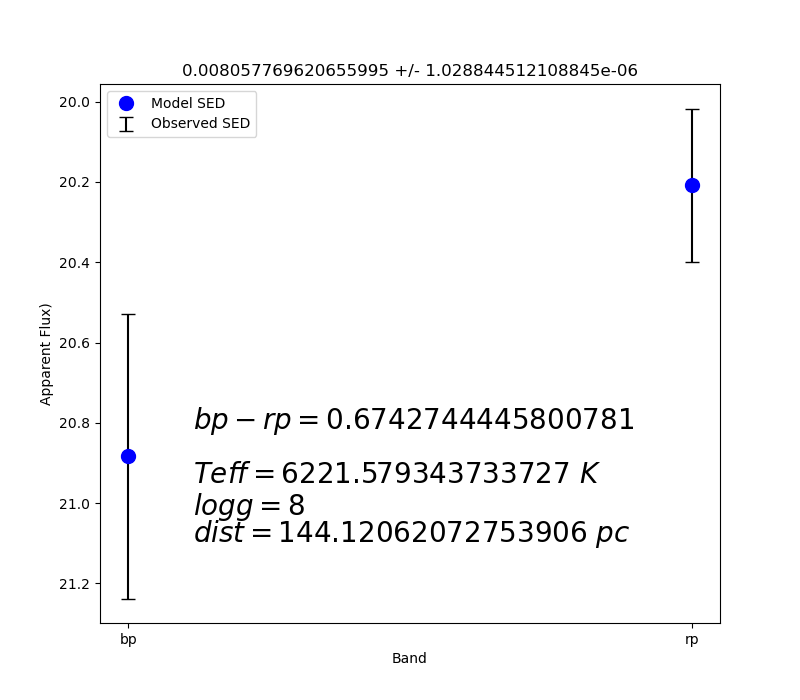 0.008057769620655995 +/- 1.028844512108845e-06
Model SED
Observed SED
20.0
20.2
20.4
20.6
20.8
21.0
21.2
Apparent Flux)
bp − rp = 0.6742744445800781
Teff = 6221.579343733727 K
logg = 8
dist = 144.12062072753906 pc
bp
rp
Band